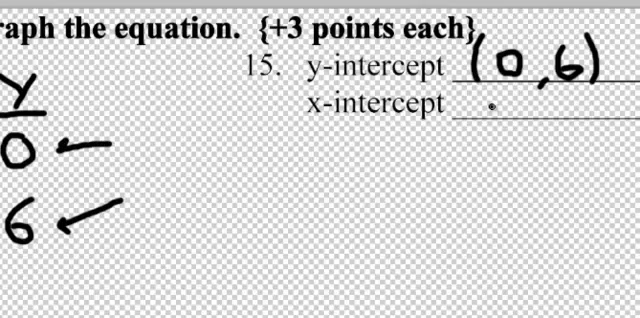 raph the equation. {+3 points each}
15. y-intercept (0,6)
x-intercept
y
0
6